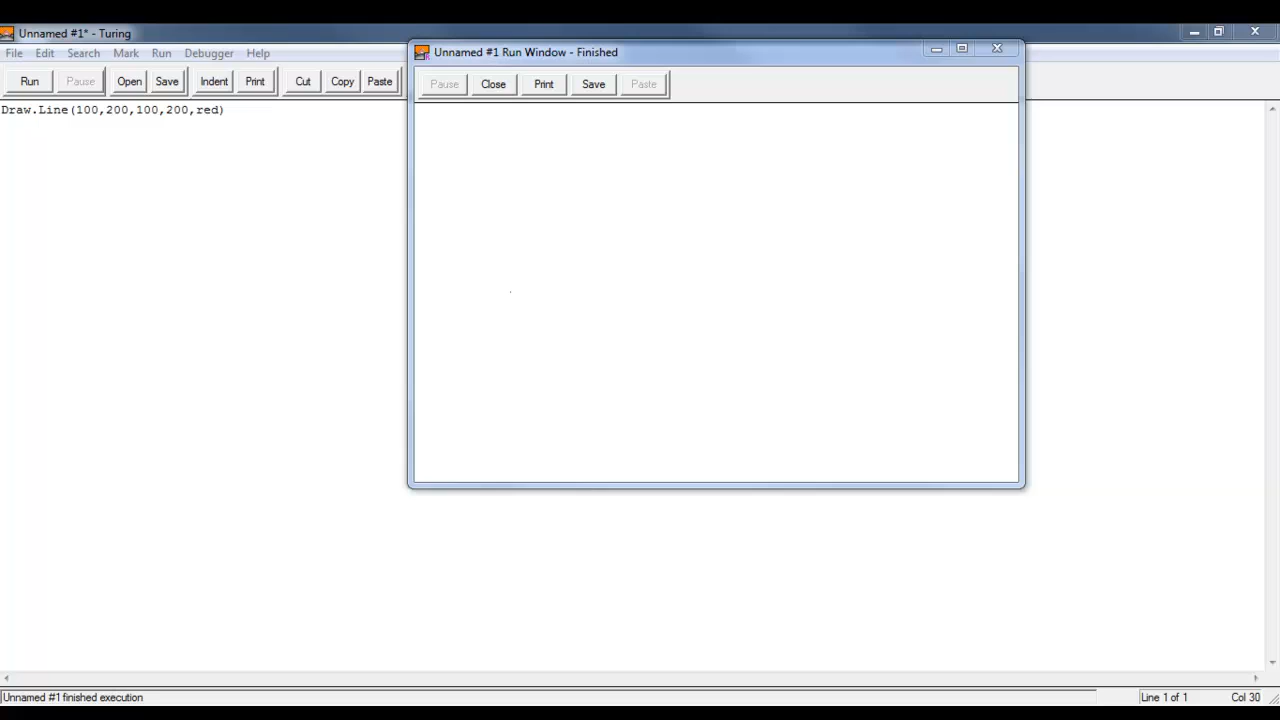 Unnamed #1* - Turing
File Edit Search Mark Run Debugger Help
Run Pause Open Save Indent Print Cut Copy Paste
Draw.Line(100,200,100,200,red)
Unnamed #1 Run Window - Finished
Pause Close Print Save Paste
Unnamed #1 finished execution
Line 1 of 1 Col 30